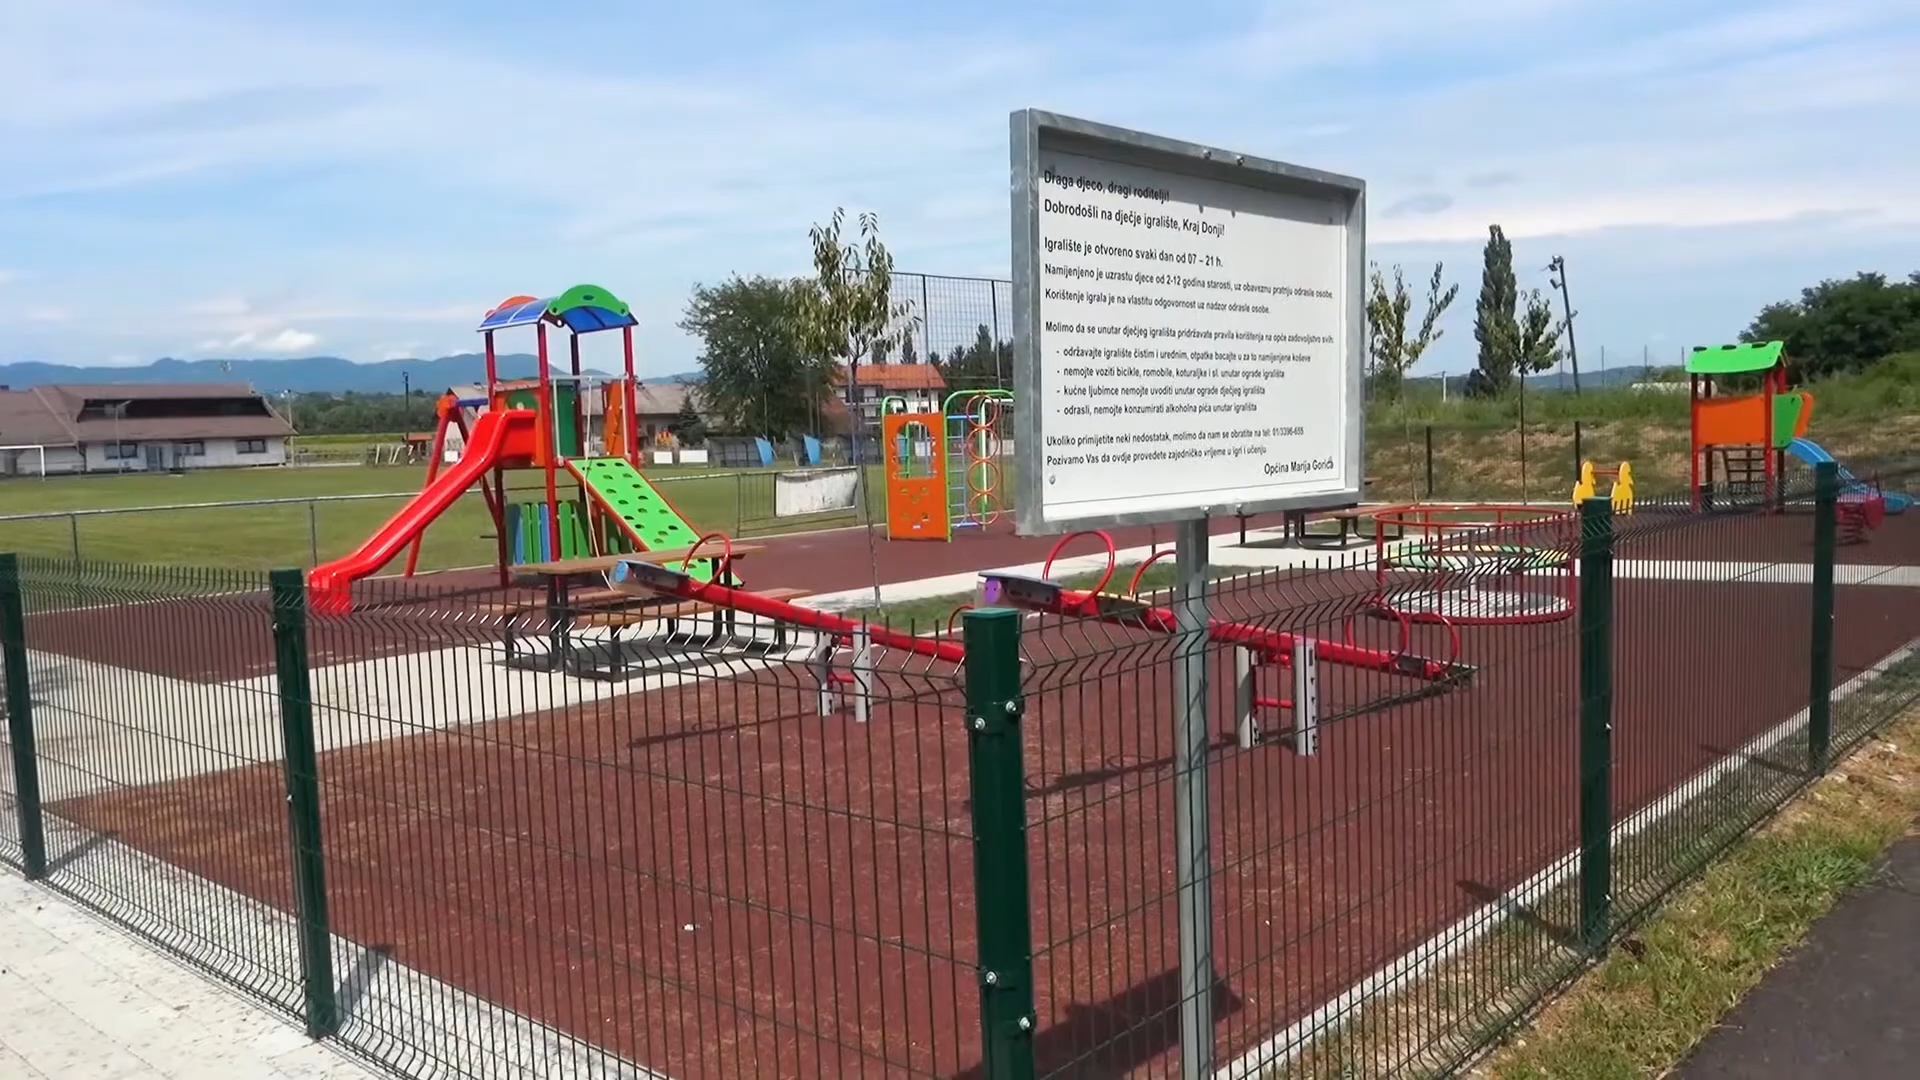 Draga djeco, dragi roditelji!
Dobrodošli na dječje igralište, Kraj Donji!
Igralište je otvoreno svaki dan od 07 – 21 h.
Namijenjeno je uzrastu djece od 2-12 godina starosti, uz obaveznu pratnju odrasle osobe.
Korištenje igrala je na vlastitu odgovornost uz nadzor odrasle osobe.
Molimo da se unutar dječjeg igrališta pridržavate pravila korištenja na opće zadovoljstvo svih:
- održavajte igralište čistim i urednim, otpatke bacajte u za to namijenjene koševe
- nemojte voziti bicikle, romobile, koturaljke i sl. unutar ograde igrališta
- kućne ljubimce nemojte uvoditi unutar ograde dječjeg igrališta
- odrasli, nemojte konzumirati alkoholna pića unutar igrališta
Ukoliko primijetite neki nedostatak, molimo da nam se obratite na tel: 01/3396-655
Pozivamo Vas da ovdje provedete zajedničko vrijeme u igri i učenju
Općina Marija Gorica